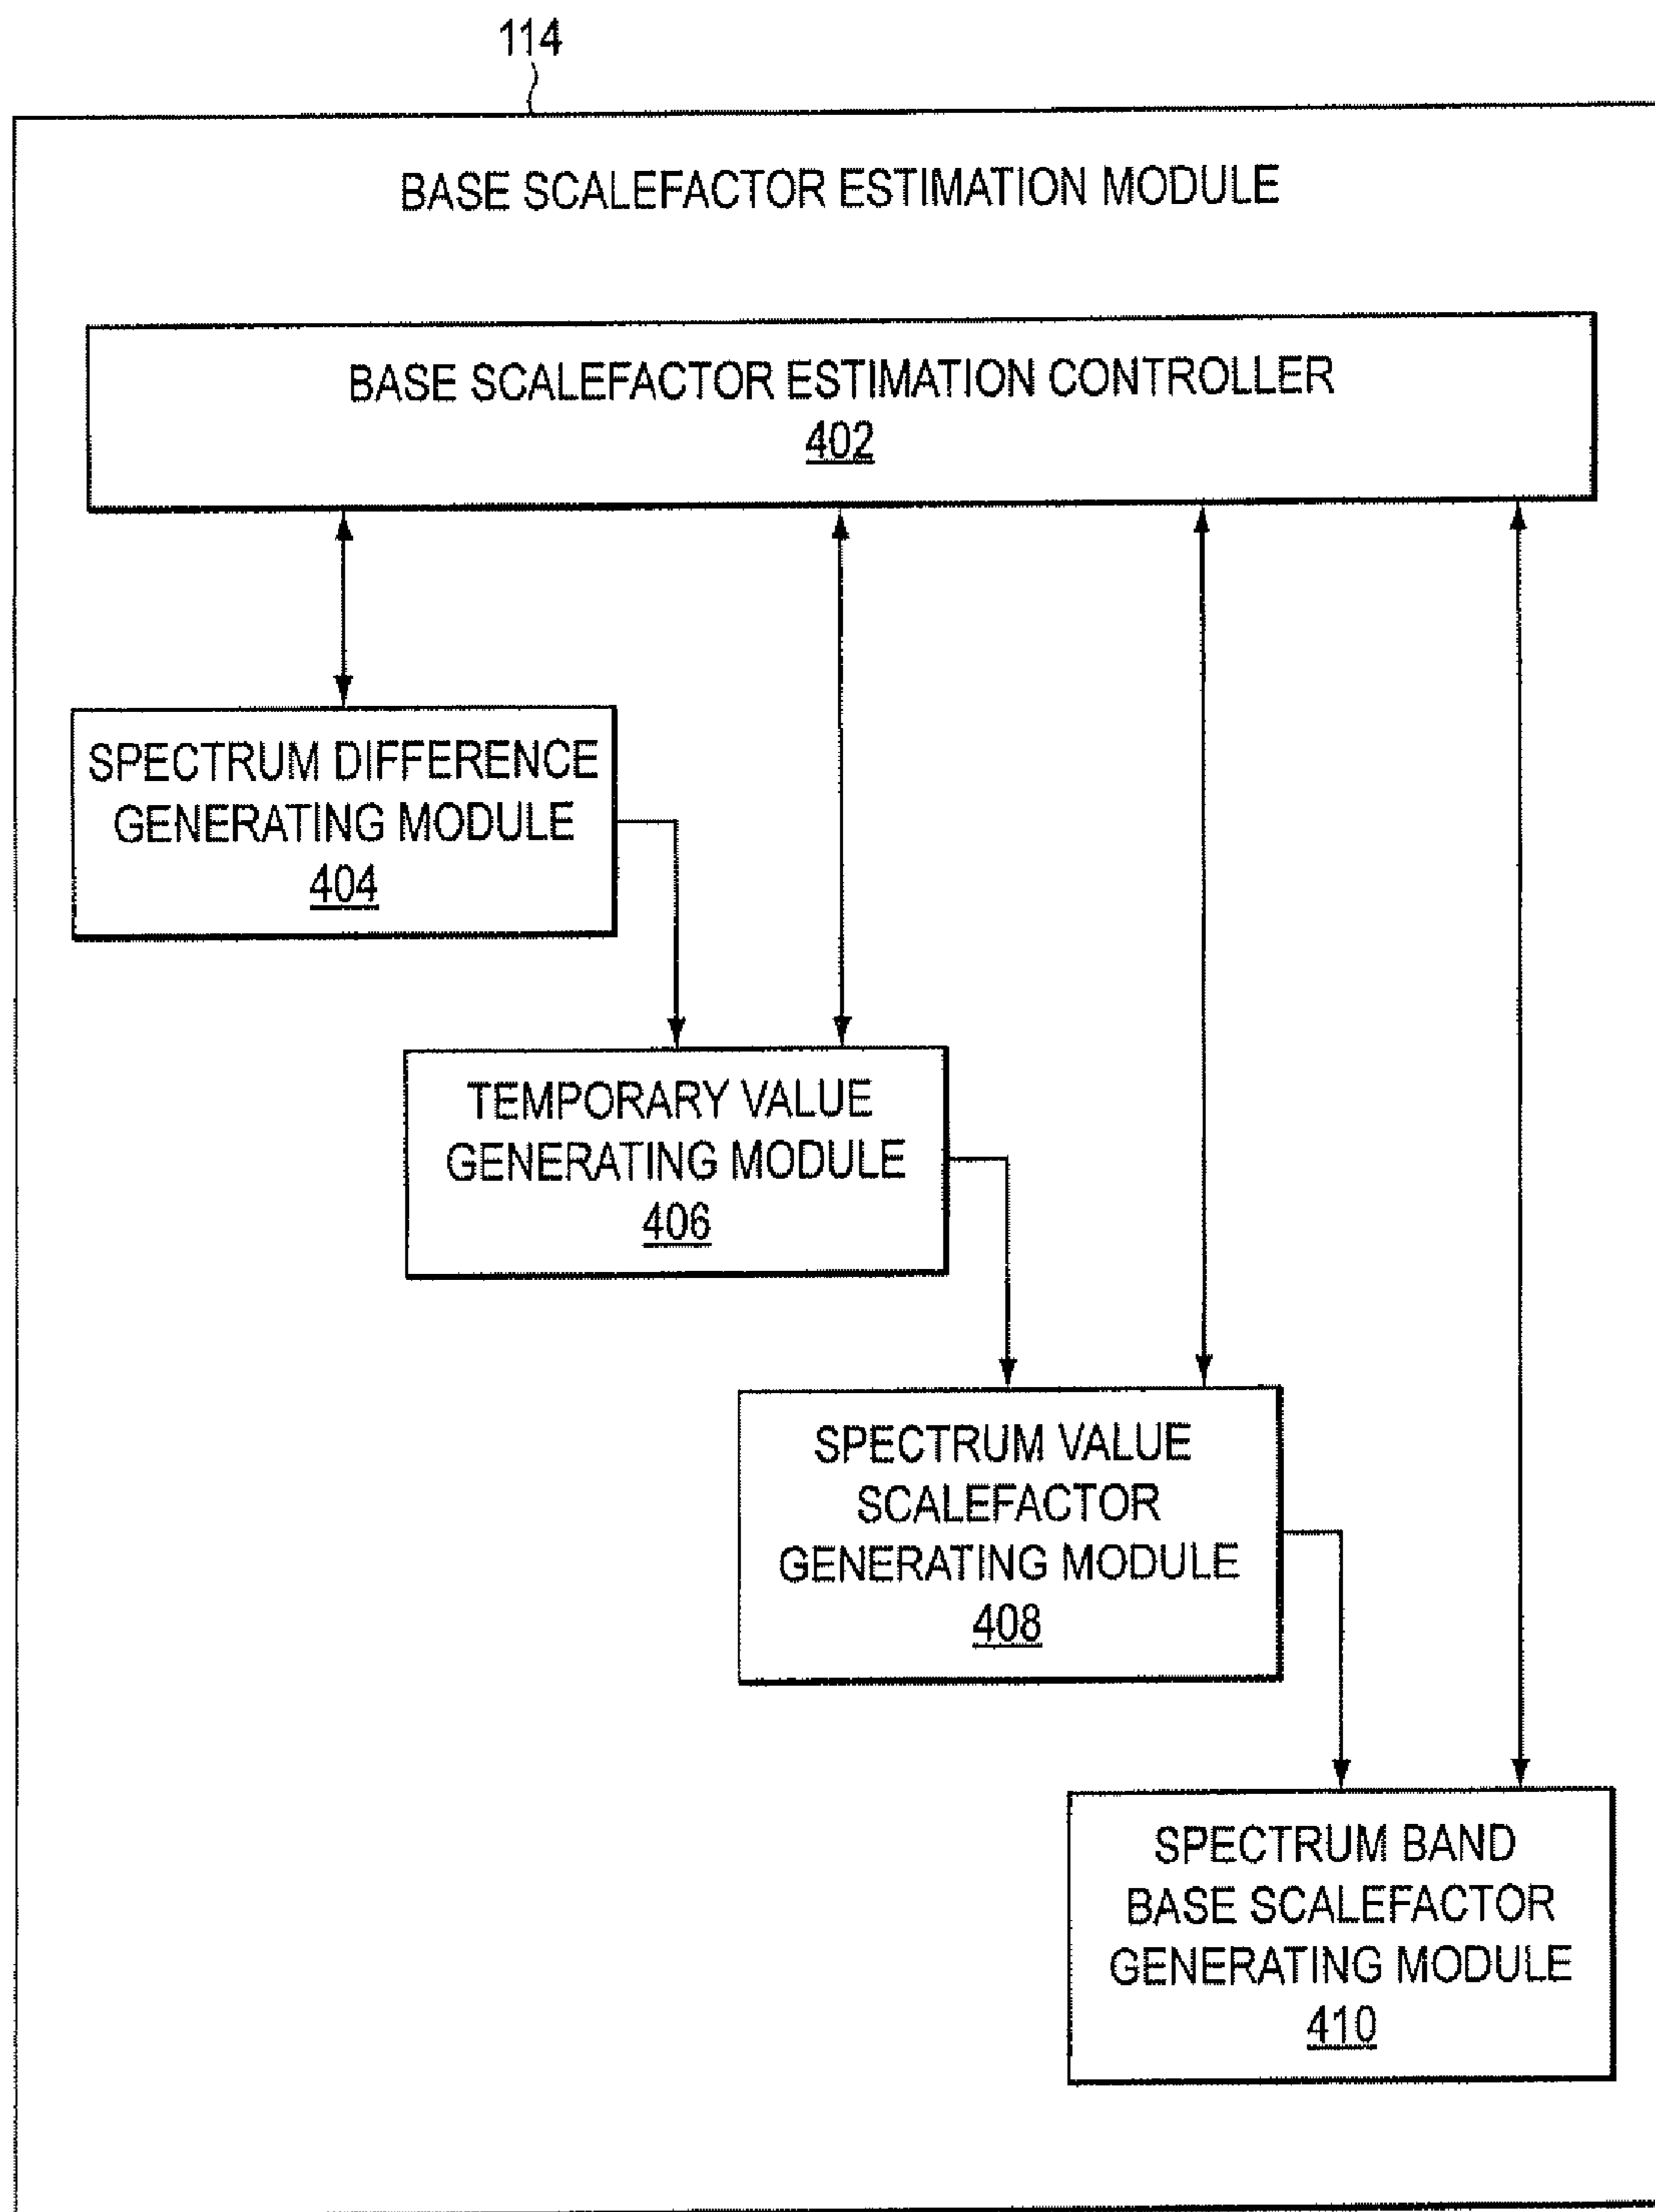 114
BASE SCALEFACTOR ESTIMATION MODULE
BASE SCALEFACTOR ESTIMATION CONTROLLER
402
SPECTRUM DIFFERENCE
GENERATING MODULE
404
TEMPORARY VALUE
GENERATING MODULE
406
SPECTRUM VALUE
SCALEFACTOR
GENERATING MODULE
408
SPECTRUM BAND
BASE SCALEFACTOR
GENERATING MODULE
410